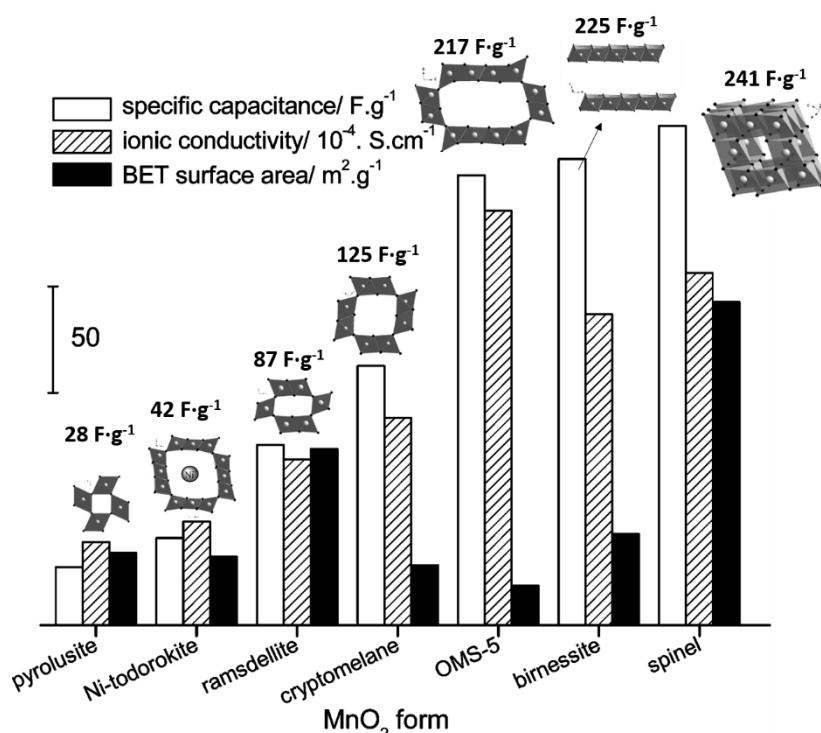 217 F·g⁻¹
225 F·g⁻¹
241 F·g⁻¹
specific capacitance/ F.g⁻¹
ionic conductivity/ 10⁻⁴. S.cm⁻¹
BET surface area/ m².g⁻¹
125 F·g⁻¹
50
87 F·g⁻¹
42 F·g⁻¹
28 F·g⁻¹
Ni
pyrolusite
Ni-todorokite
ramsdellite
cryptomelane
OMS-5
birnessite
spinel
MnO₂ form